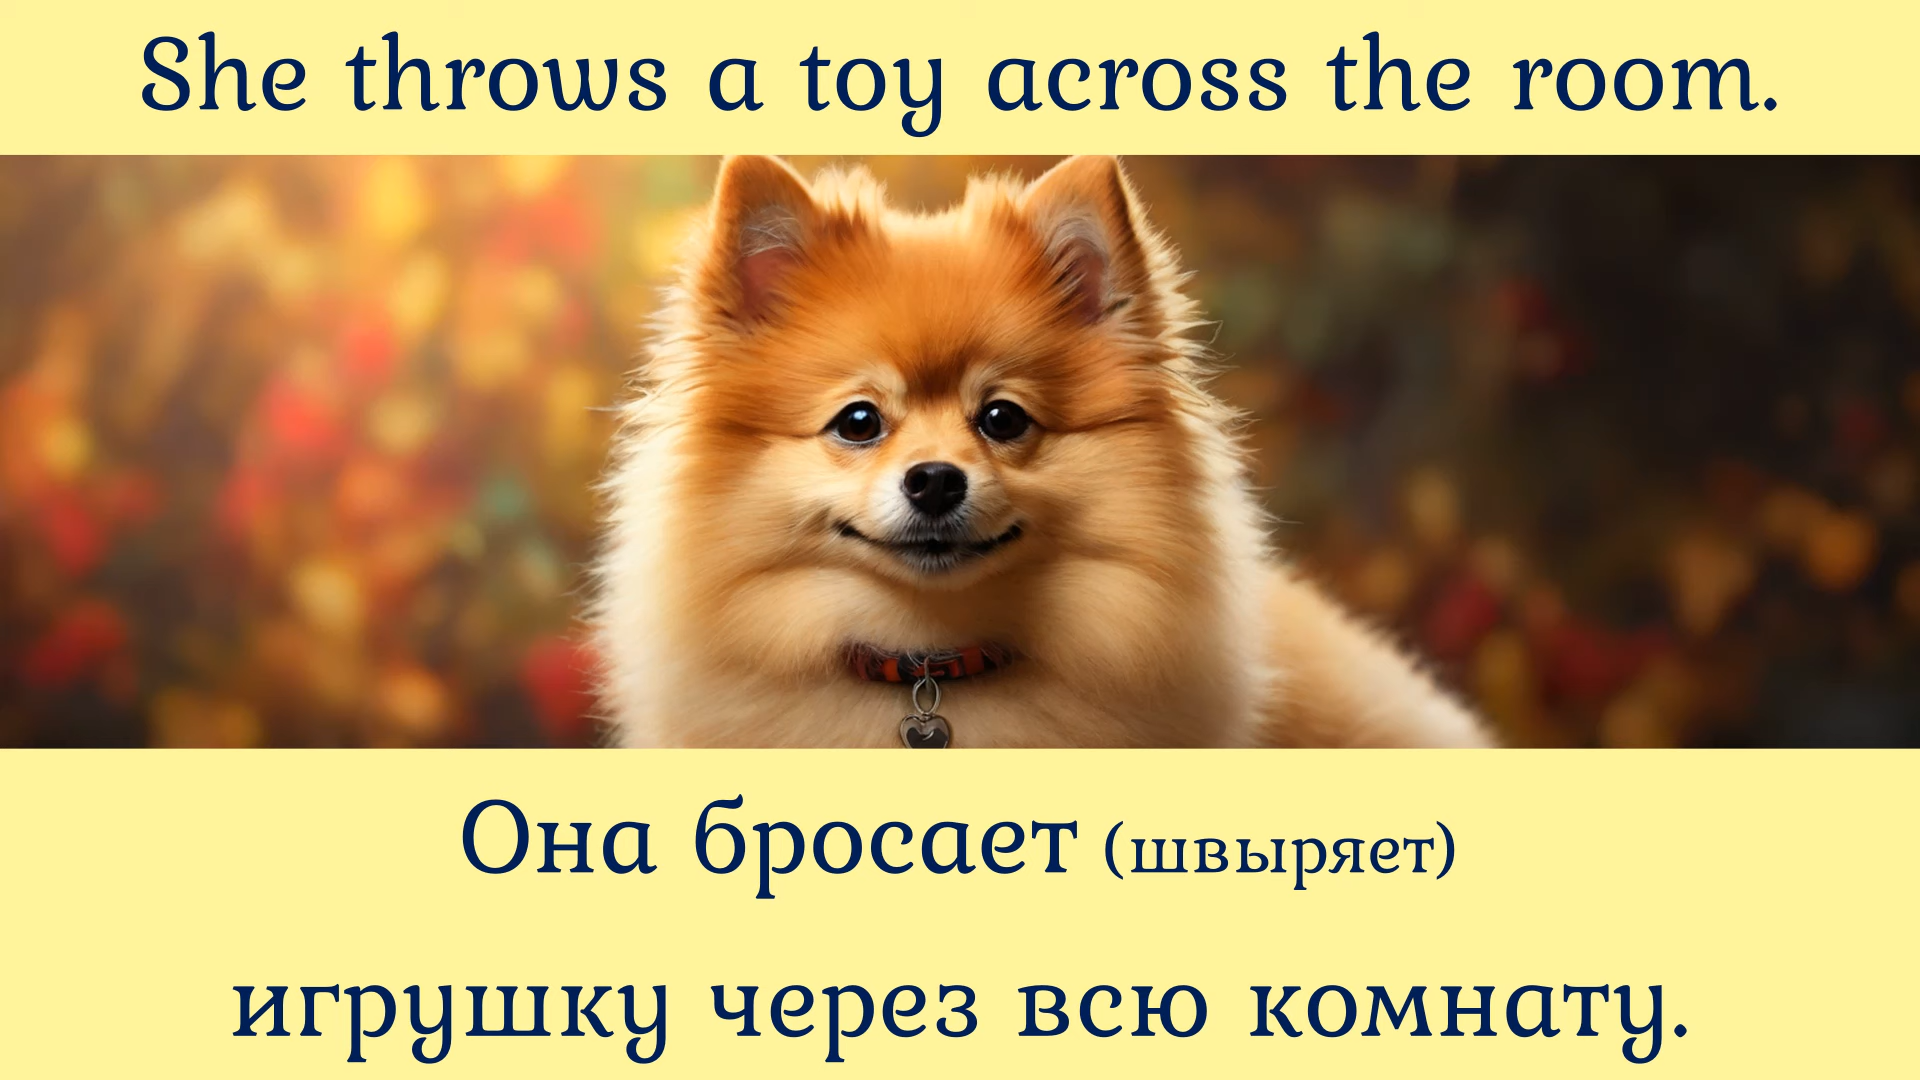 She throws a toy across the room.
Она бросает (швыряет)
игрушку через всю комнату.